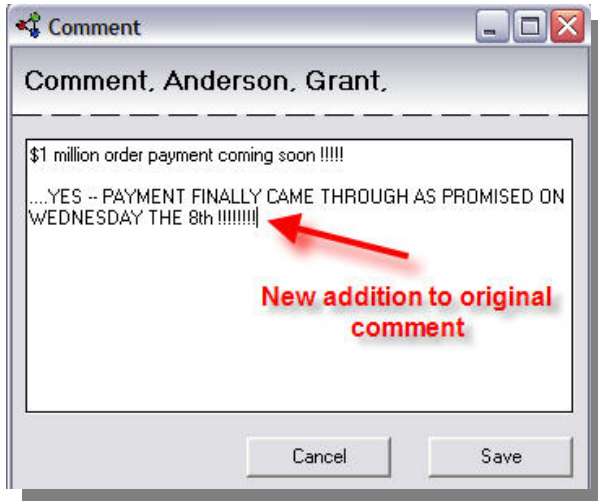 Comment
Comment, Anderson, Grant,
$1 million order payment coming soon !!!!!
....YES -- PAYMENT FINALLY CAME THROUGH AS PROMISED ON
WEDNESDAY THE 8th !!!!!!!!
New addition to original
comment
Cancel
Save